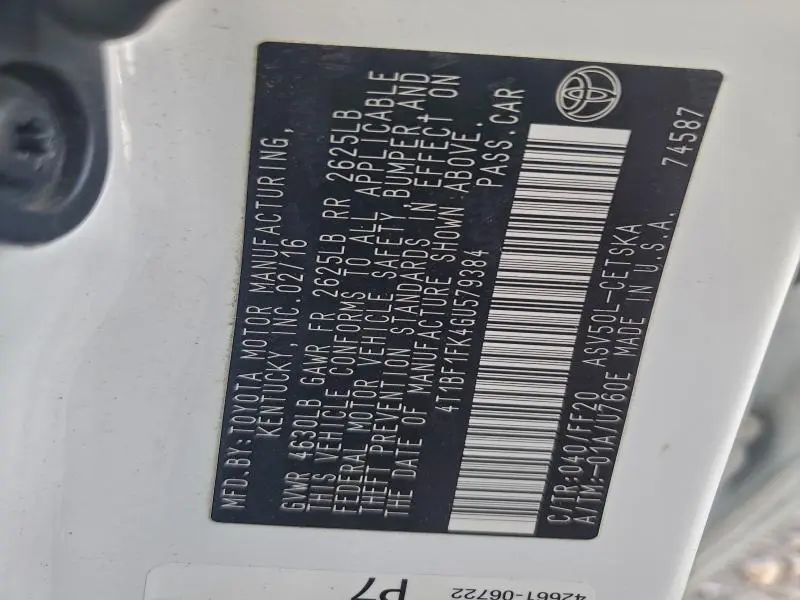 MFD.BY:TOYOTA MOTOR MANUFACTURING,
KENTUCKY,INC.02/16
GVWR 4630LB GAWR FR 2625LB RR 2625LB
THIS VEHICLE CONFORMS TO ALL APPLICABLE
FEDERAL MOTOR VEHICLE SAFETY, BUMPER,AND
THEFT PREVENTION STANDARDS IN EFFECT ON
THE DATE OF MANUFACTURE SHOWN ABOVE.
4T1BF1FK4GU579384 PASS.CAR
C/TR:040/FF20 ASV50L-CETSKA
A/TM:-01A/U760E MADE IN U.S.A. 74587
42661-06722
P7